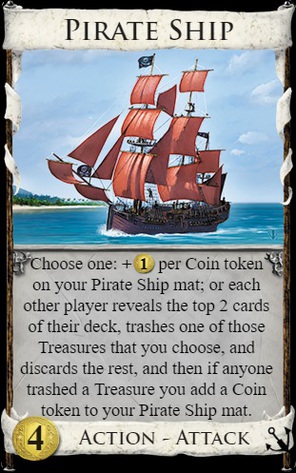 PIRATE SHIP
Choose one: + 1 per Coin token
on your Pirate Ship mat; or each
other player reveals the top 2 cards
of their deck, trashes one of those
Treasures that you choose, and
discards the rest, and then if anyone
trashed a Treasure you add a Coin
token to your Pirate Ship mat.
4 ACTION - ATTACK